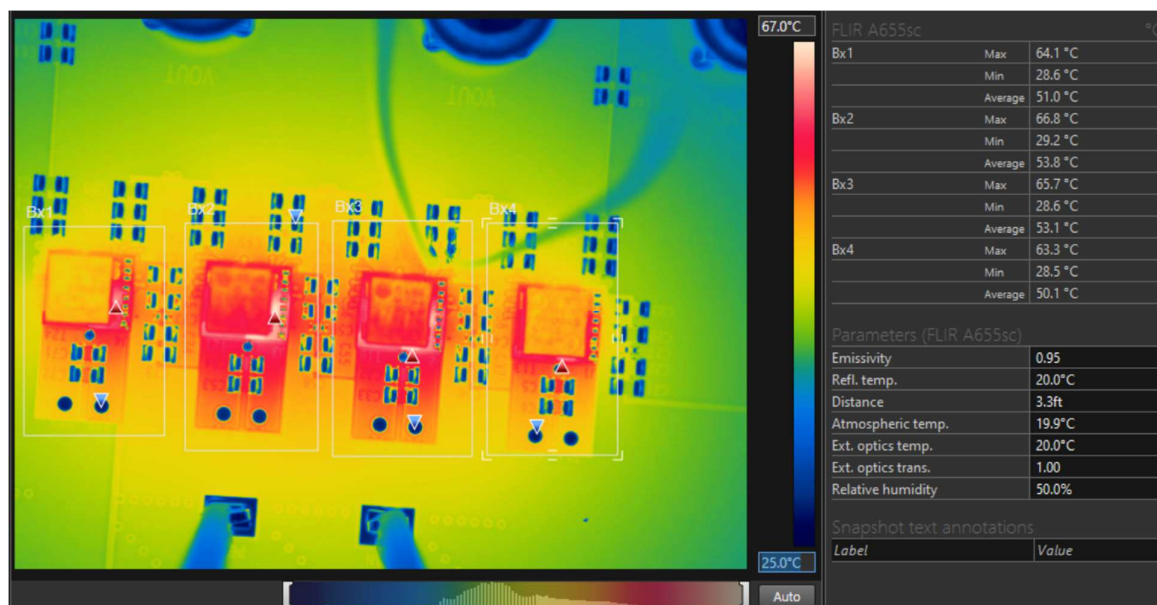 67.0°C
VOUT
VOUT
Bx1
Bx2
Bx3
Bx4
25.0°C
Auto
FLIR A655sc °C
Bx1 Max 64.1 °C
Min 28.6 °C
Average 51.0 °C
Bx2 Max 66.8 °C
Min 29.2 °C
Average 53.8 °C
Bx3 Max 65.7 °C
Min 28.6 °C
Average 53.1 °C
Bx4 Max 63.3 °C
Min 28.5 °C
Average 50.1 °C
Parameters (FLIR A655sc)
Emissivity 0.95
Refl. temp. 20.0°C
Distance 3.3ft
Atmospheric temp. 19.9°C
Ext. optics temp. 20.0°C
Ext. optics trans. 1.00
Relative humidity 50.0%
Snapshot text annotations
Label Value